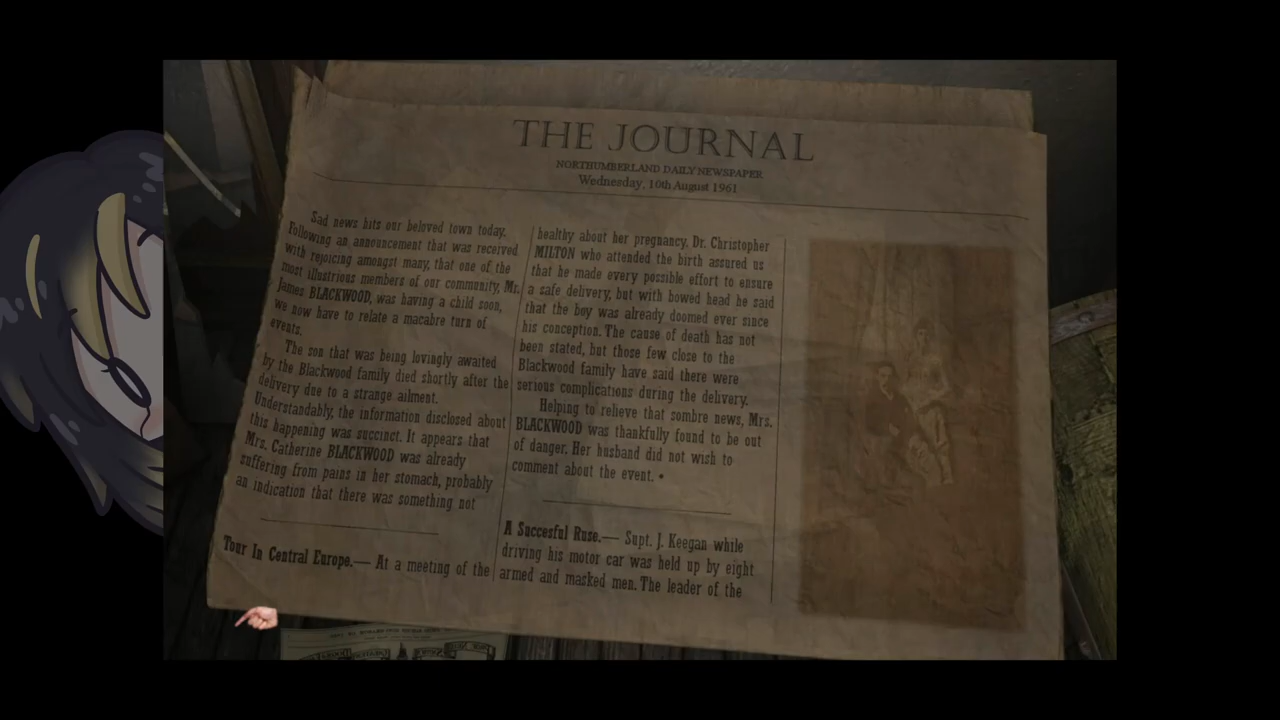 THE JOURNAL
NORTHUMBERLAND DAILY NEWSPAPER
Wednesday, 10th August 1961
Sad news hits our beloved town today.
Following an announcement that was received
with rejoicing amongst many, that one of the
most illustrious members of our community, Mr.
James BLACKWOOD, was having a child soon,
we now have to relate a macabre turn of
events.
The son that was being lovingly awaited
by the Blackwood family died shortly after the
delivery due to a strange ailment.
Understandably, the information disclosed about
this happening was succinct. It appears that
Mrs. Catherine BLACKWOOD was already
suffering from pains in her stomach, probably
an indication that there was something not
healthy about her pregnancy. Dr. Christopher
MILTON who attended the birth assured us
that he made every possible effort to ensure
a safe delivery, but with bowed head he said
that the boy was already doomed ever since
his conception. The cause of death has not
been stated, but those few close to the
Blackwood family have said there were
serious complications during the delivery.
Helping to relieve that sombre news, Mrs.
BLACKWOOD was thankfully found to be out
of danger. Her husband did not wish to
comment about the event. •
Tour In Central Europe.— At a meeting of the
A Succesful Ruse.— Supt. J. Keegan while
driving his motor car was held up by eight
armed and masked men. The leader of the